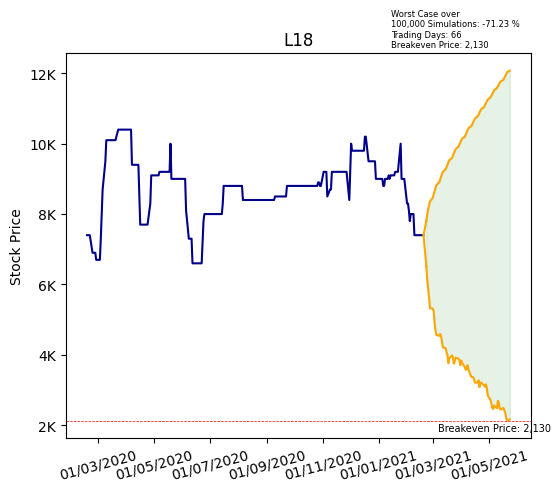 Worst Case over
100,000 Simulations: -71.23 %
Trading Days: 66
Breakeven Price: 2,130
L18
12K
10K
8K
6K
4K
2K
Stock Price
Breakeven Price: 2,130
01/03/2020
01/05/2020
01/07/2020
01/09/2020
01/11/2020
01/01/2021
01/03/2021
01/05/2021